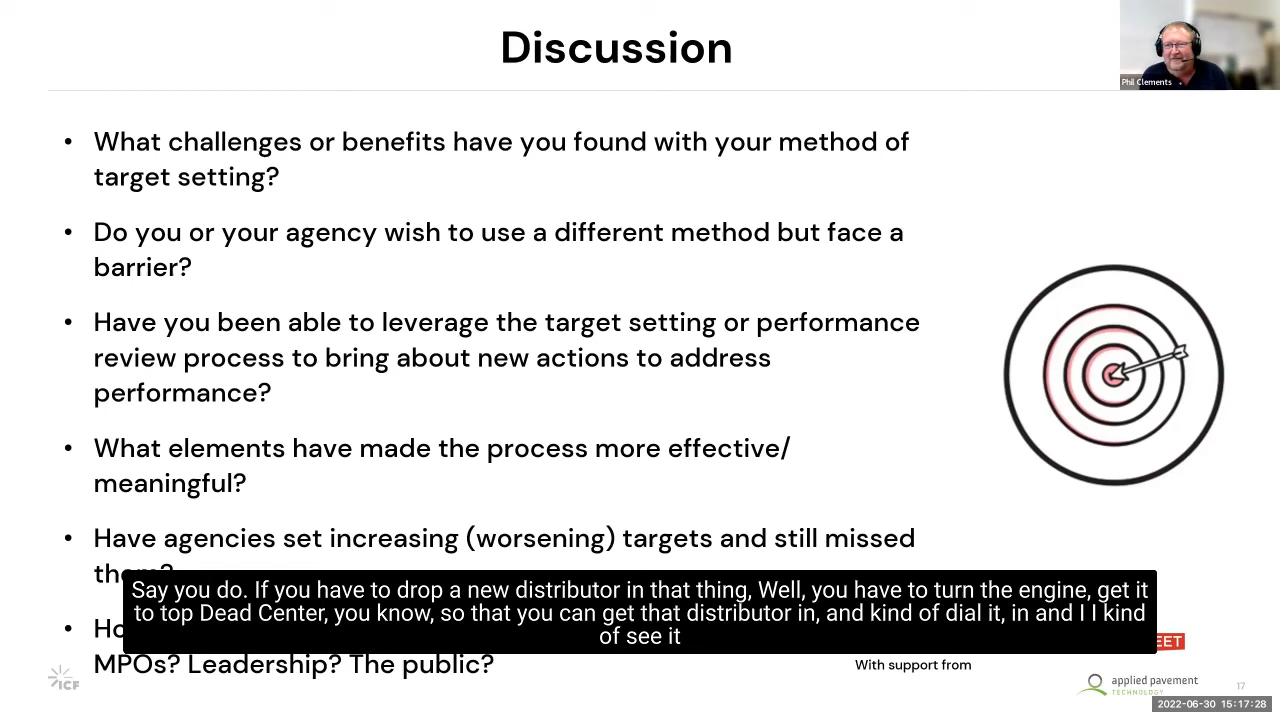 Discussion
Phil Clements
• What challenges or benefits have you found with your method of
target setting?
• Do you or your agency wish to use a different method but face a
barrier?
• Have you been able to leverage the target setting or performance
review process to bring about new actions to address
performance?
• What elements have made the process more effective/
meaningful?
• Have agencies set increasing (worsening) targets and still missed
Say you do. If you have to drop a new distributor in that thing, Well, you have to turn the engine, get it
to top Dead Center, you know, so that you can get that distributor in, and kind of dial it, in and I I kind
of see it
MPOs? Leadership? The public?
With support from
ICF
applied pavement
TECHNOLOGY
17
2022-06-30 15:17:28